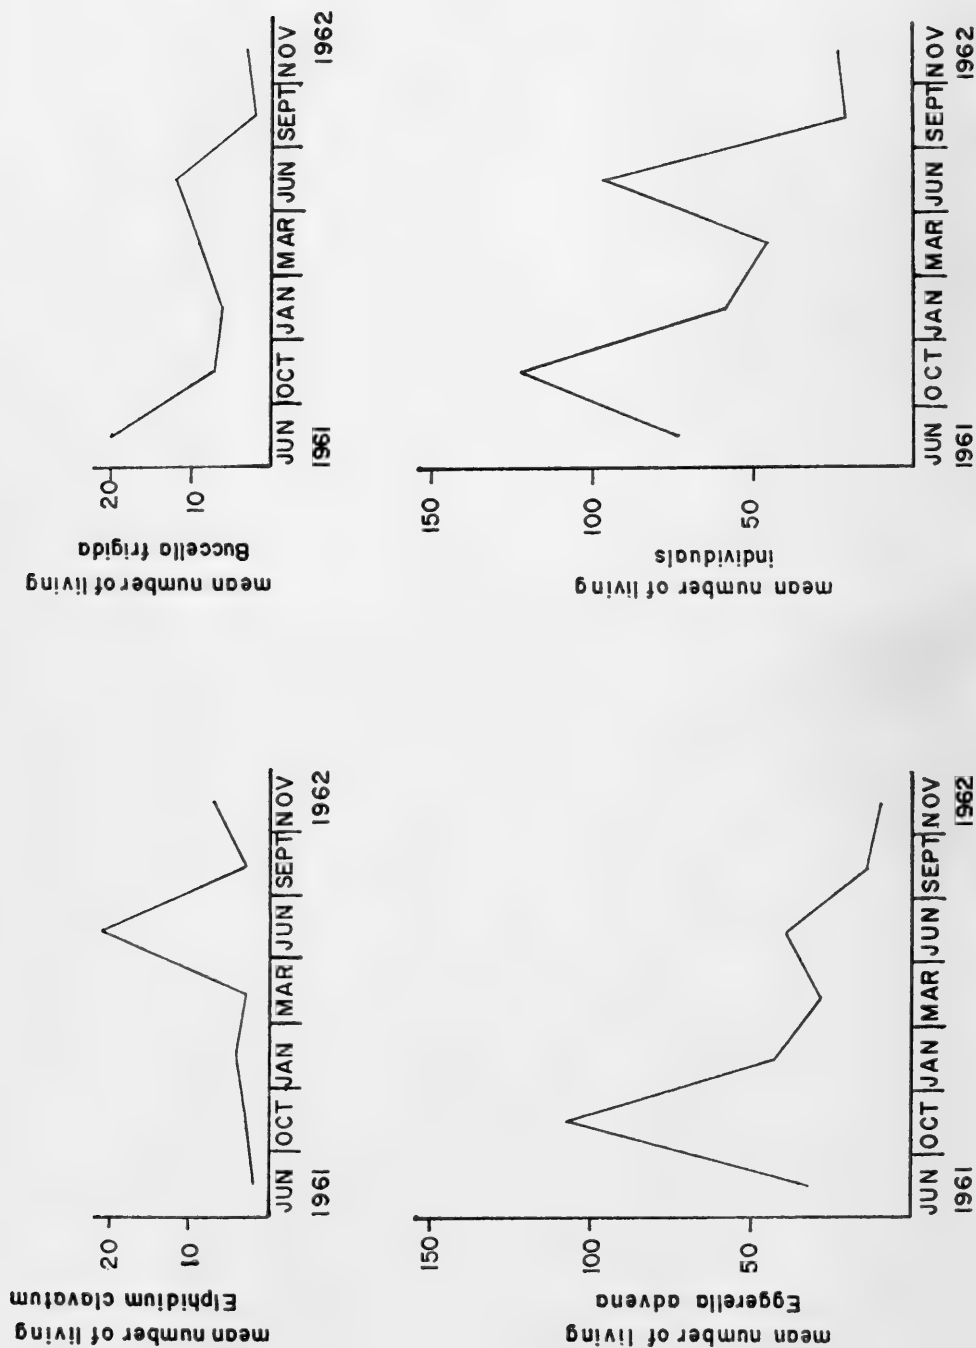 mean number of living
Elphidium clavatum
20
10
JUN OCT JAN MAR JUN SEPT NOV
1961 1962
mean number of living
Buccella frigida
20
10
JUN OCT JAN MAR JUN SEPT NOV
1961 1962
mean number of living
Eggerella advena
150
100
50
JUN OCT JAN MAR JUN SEPT NOV
1961 1962
mean number of living
individuals
150
100
50
JUN OCT JAN MAR JUN SEPT NOV
1961 1962